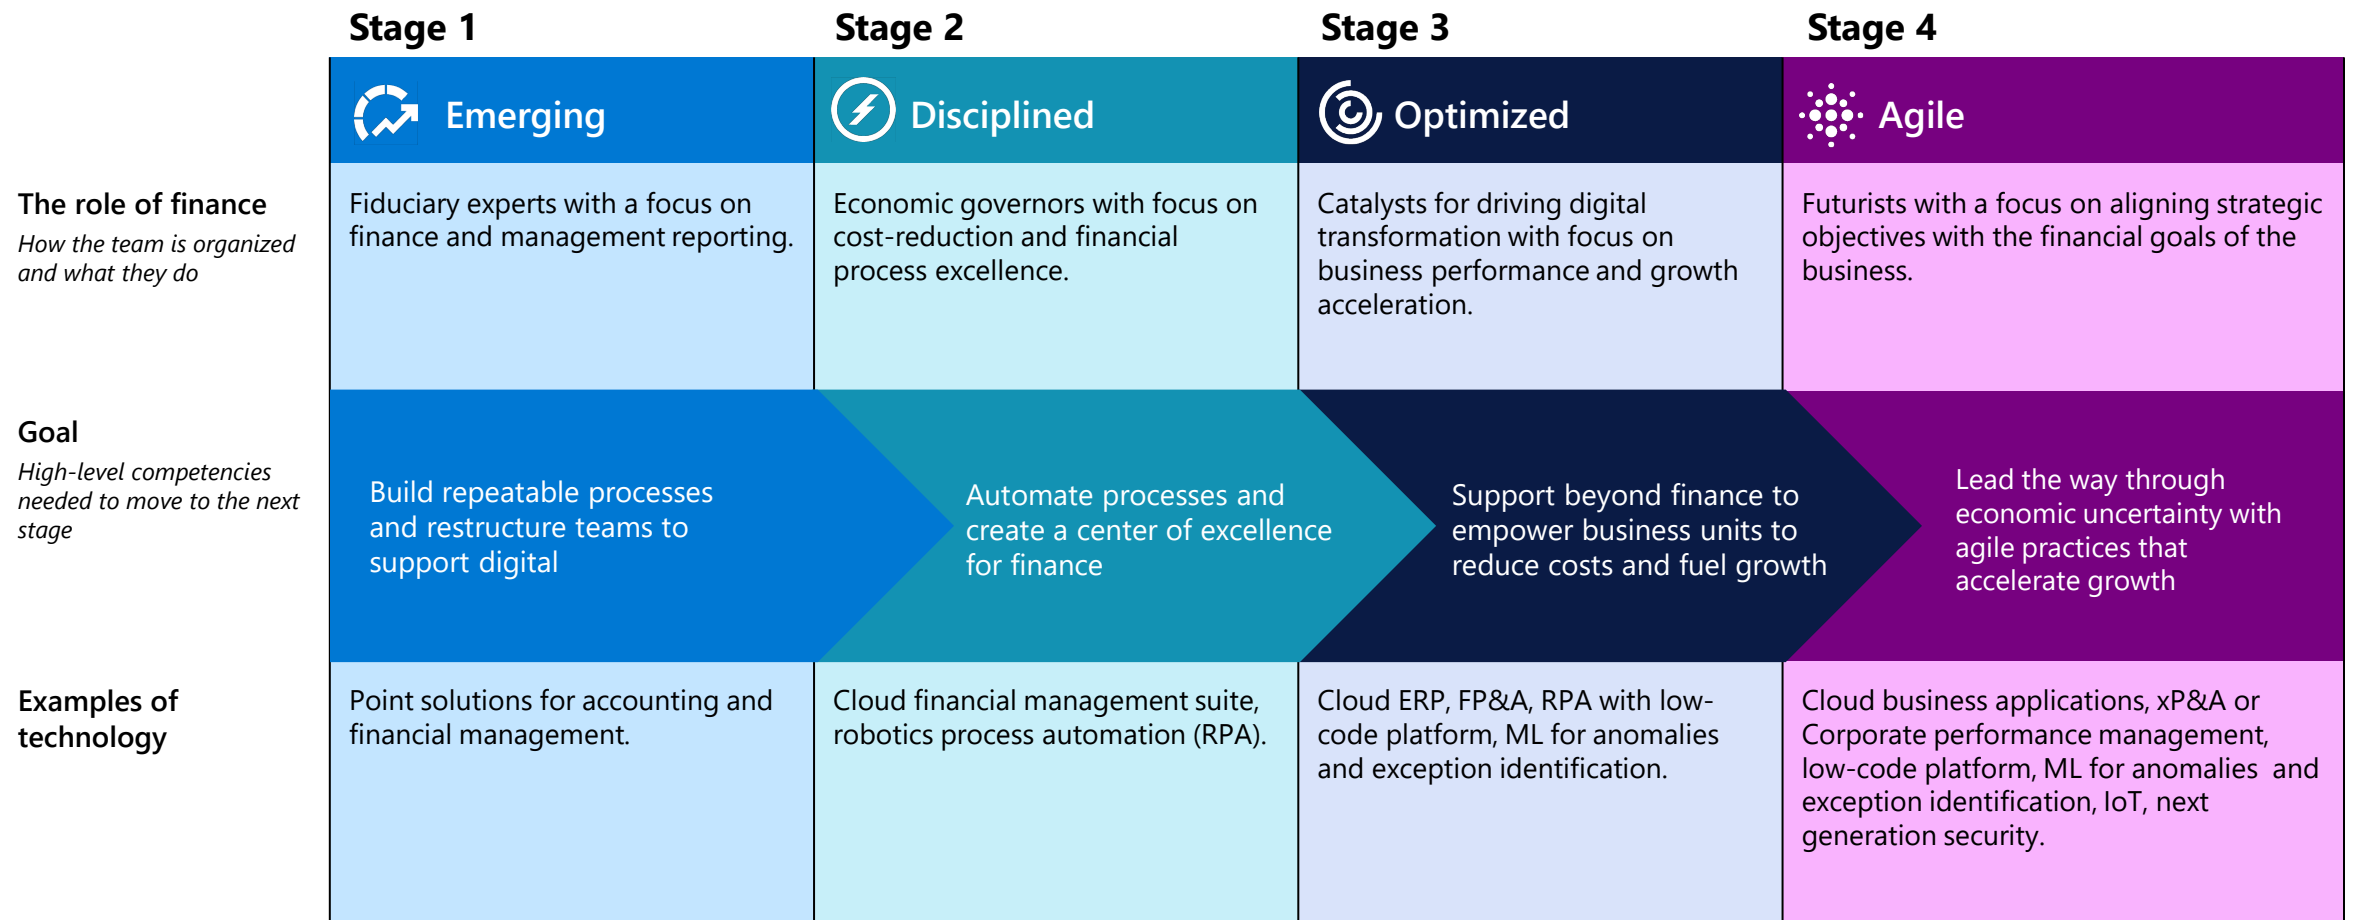 Stage 1
Stage 2
Stage 3
Stage 4
Emerging
Disciplined
Optimized
Agile
The role of finance
How the team is organized
and what they do
Fiduciary experts with a focus on
finance and management reporting.
Economic governors with focus on
cost-reduction and financial
process excellence.
Catalysts for driving digital
transformation with focus on
business performance and growth
acceleration.
Futurists with a focus on aligning strategic
objectives with the financial goals of the
business.
Goal
High-level competencies
needed to move to the next
stage
Build repeatable processes
and restructure teams to
support digital
Automate processes and
create a center of excellence
for finance
Support beyond finance to
empower business units to
reduce costs and fuel growth
Lead the way through
economic uncertainty with
agile practices that
accelerate growth
Examples of
technology
Point solutions for accounting and
financial management.
Cloud financial management suite,
robotics process automation (RPA).
Cloud ERP, FP&A, RPA with low-
code platform, ML for anomalies
and exception identification.
Cloud business applications, xP&A or
Corporate performance management,
low-code platform, ML for anomalies  and
exception identification, IoT, next
generation security.